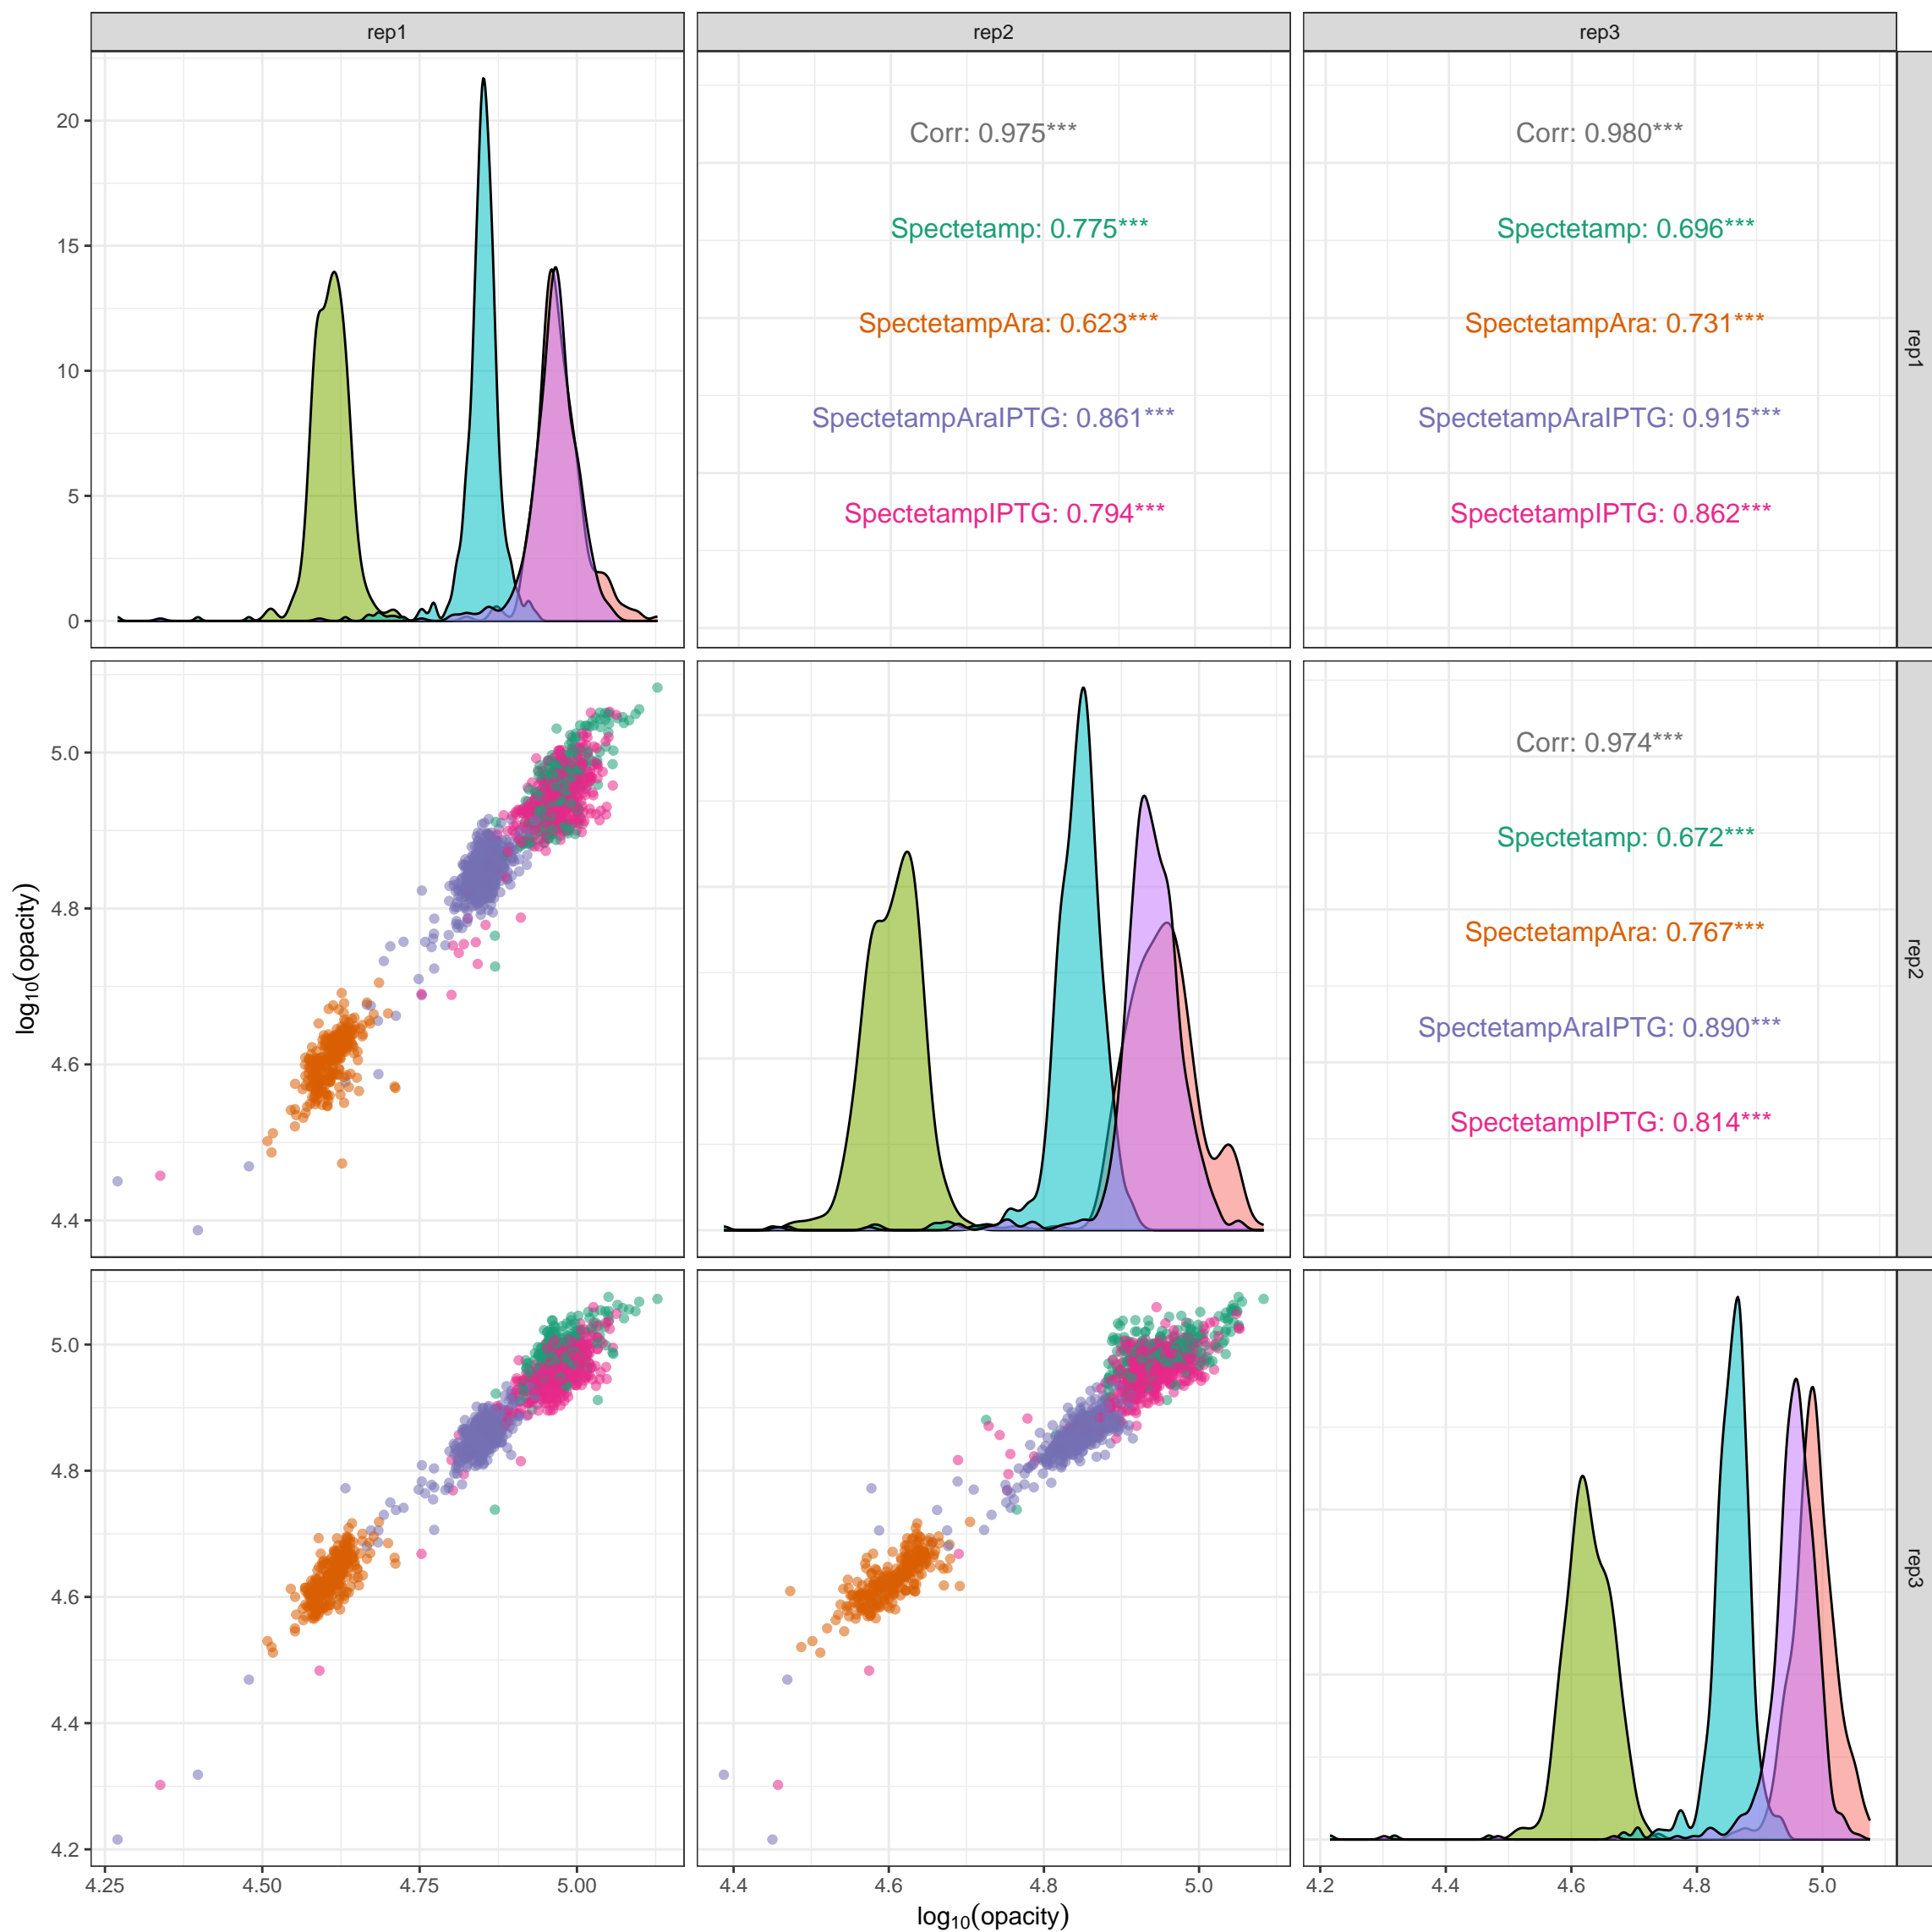 rep1 rep2 rep3
20
15
10
5
0
Corr: 0.975***
Spectetamp: 0.775***
SpectetampAra: 0.623***
SpectetampAraIPTG: 0.861***
SpectetampIPTG: 0.794***
Corr: 0.980***
Spectetamp: 0.696***
SpectetampAra: 0.731***
SpectetampAraIPTG: 0.915***
SpectetampIPTG: 0.862***
rep1
log10(opacity)
5.0
4.8
4.6
4.4
Corr: 0.974***
Spectetamp: 0.672***
SpectetampAra: 0.767***
SpectetampAraIPTG: 0.890***
SpectetampIPTG: 0.814***
rep2
5.0
4.8
4.6
4.4
4.2
rep3
4.25 4.50 4.75 5.00
4.4 4.6 4.8 5.0
4.2 4.4 4.6 4.8 5.0
log10(opacity)